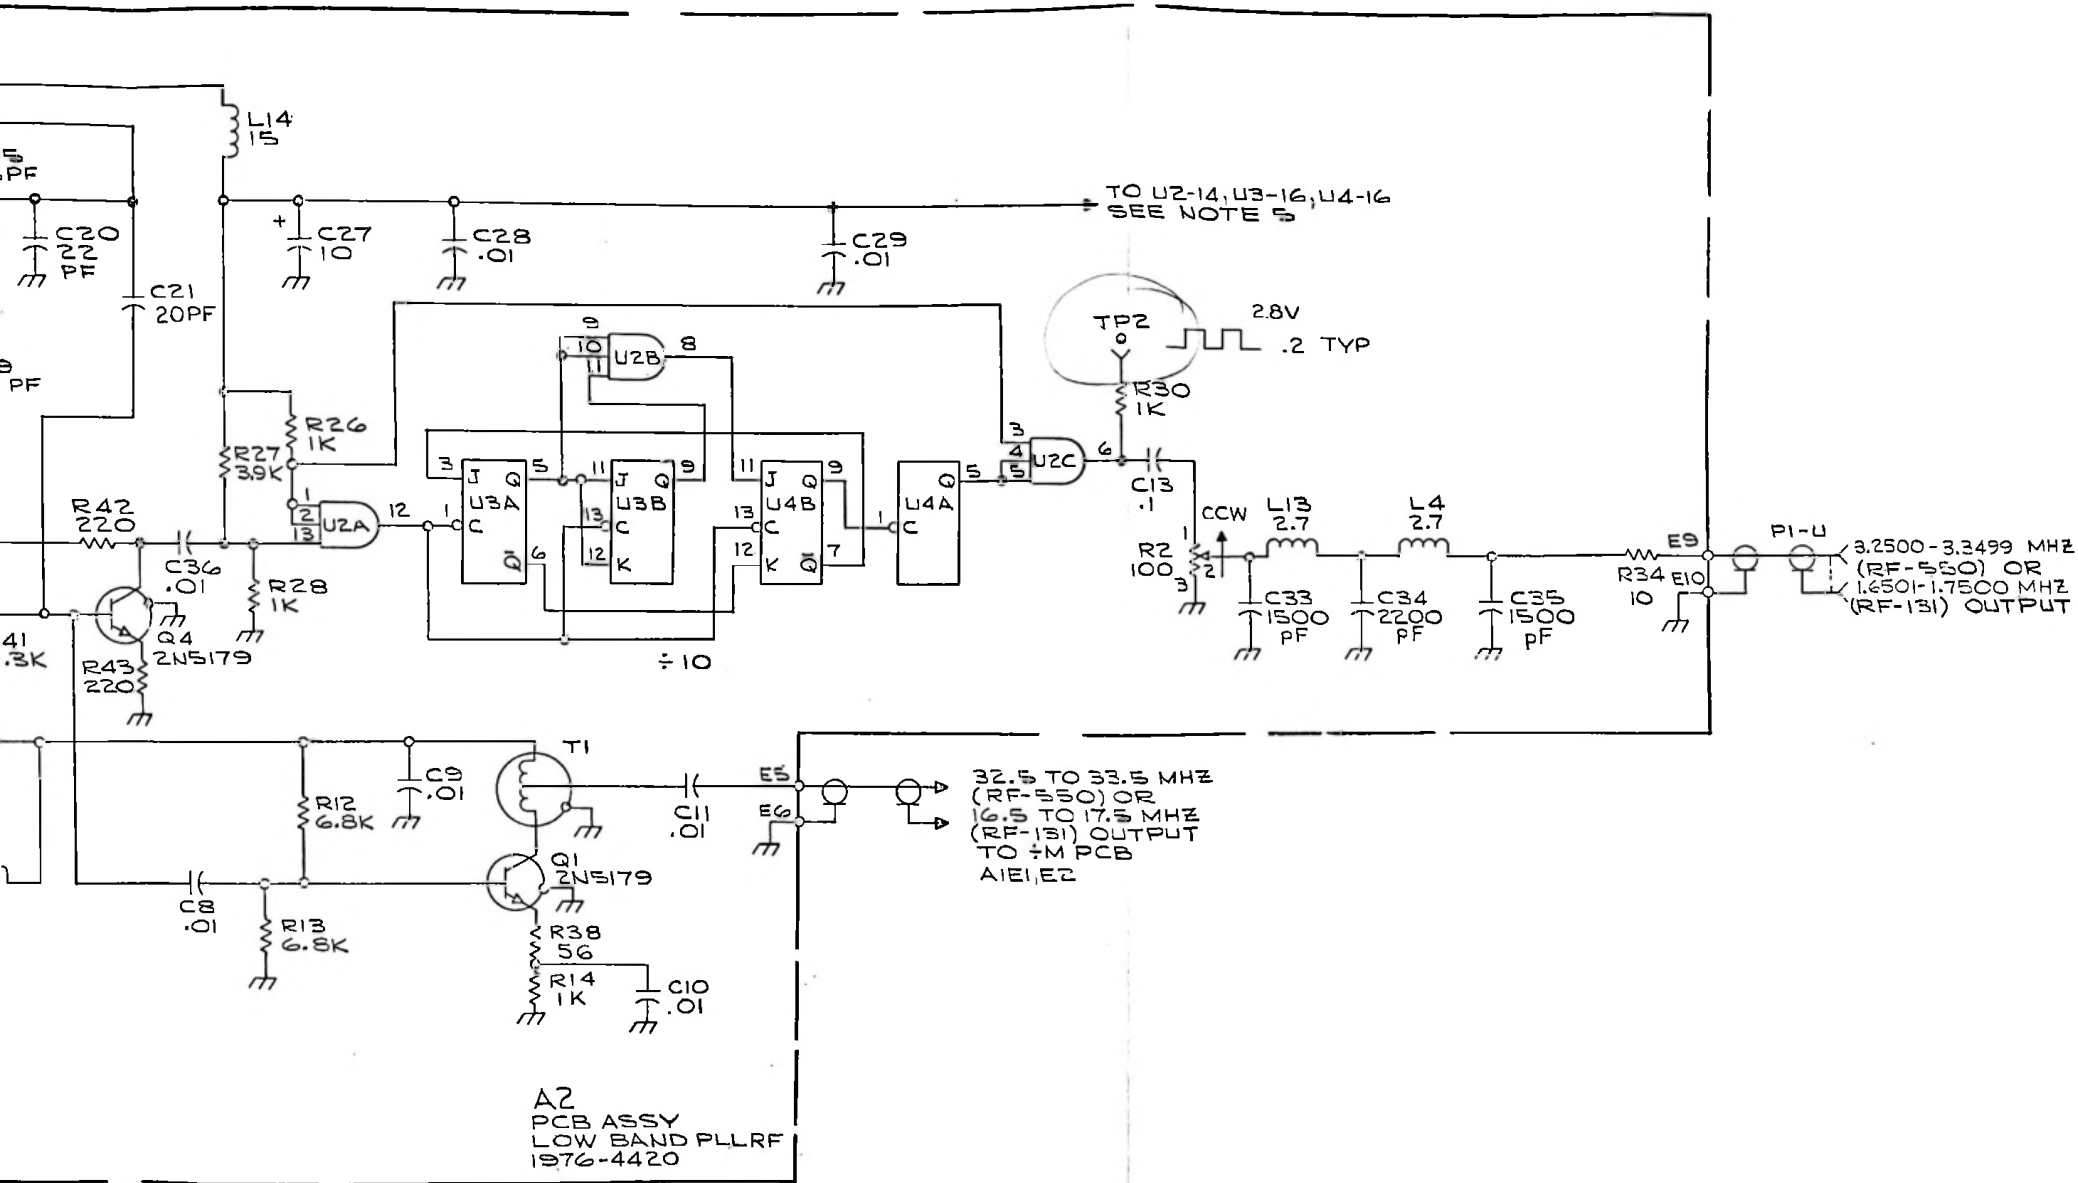 L14
15
5
PF
C20
22
PF
C27
10
C28
.01
C29
.01
+
TO U2-14, U3-16, U4-16
SEE NOTE 5
C21
20PF
PF
TP2
2.8V
.2 TYP
R30
1K
9
10
11
U2B
8
R26
1K
R27
3.9K
3
J
Q
5
U3A
1
C
Q̅
6
11
J
Q
9
U3B
13
C
12
K
11
J
Q
9
U4B
13
C
12
K
Q̅
7
Q
5
U4A
1
C
3
4
5
U2C
6
C13
.1
R42
220
1
2
13
U2A
12
C36
.01
R28
1K
Q4
2N5179
R43
220
41
.3K
÷10
CCW
1
R2
100
2
3
L13
2.7
L4
2.7
C33
1500
PF
C34
2200
PF
C35
1500
PF
R34
10
E9
E10
P1-U
3.2500-3.3499 MHZ
(RF-550) OR
1.6501-1.7500 MHZ
(RF-131) OUTPUT
T1
C9
.01
R12
6.8K
C11
.01
E5
E6
32.5 TO 33.5 MHZ
(RF-550) OR
16.5 TO 17.5 MHZ
(RF-131) OUTPUT
TO ÷M PCB
A1E1,E2
C8
.01
R13
6.8K
Q1
2N5179
R38
56
R14
1K
C10
.01
A2
PCB ASSY
LOW BAND PLLRF
1976-4420